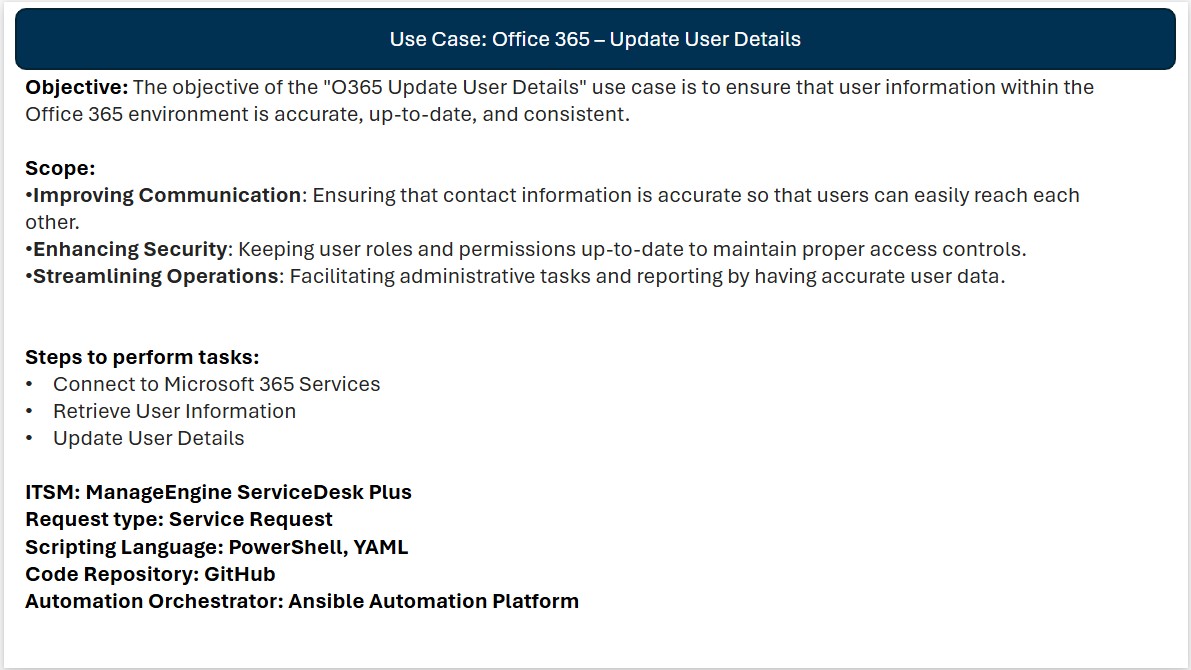 Use Case: Office 365 – Update User Details
Objective: The objective of the "O365 Update User Details" use case is to ensure that user information within the
Office 365 environment is accurate, up-to-date, and consistent.
Scope:
•Improving Communication: Ensuring that contact information is accurate so that users can easily reach each
other.
•Enhancing Security: Keeping user roles and permissions up-to-date to maintain proper access controls.
•Streamlining Operations: Facilitating administrative tasks and reporting by having accurate user data.
Steps to perform tasks:
• Connect to Microsoft 365 Services
• Retrieve User Information
• Update User Details
ITSM: ManageEngine ServiceDesk Plus
Request type: Service Request
Scripting Language: PowerShell, YAML
Code Repository: GitHub
Automation Orchestrator: Ansible Automation Platform